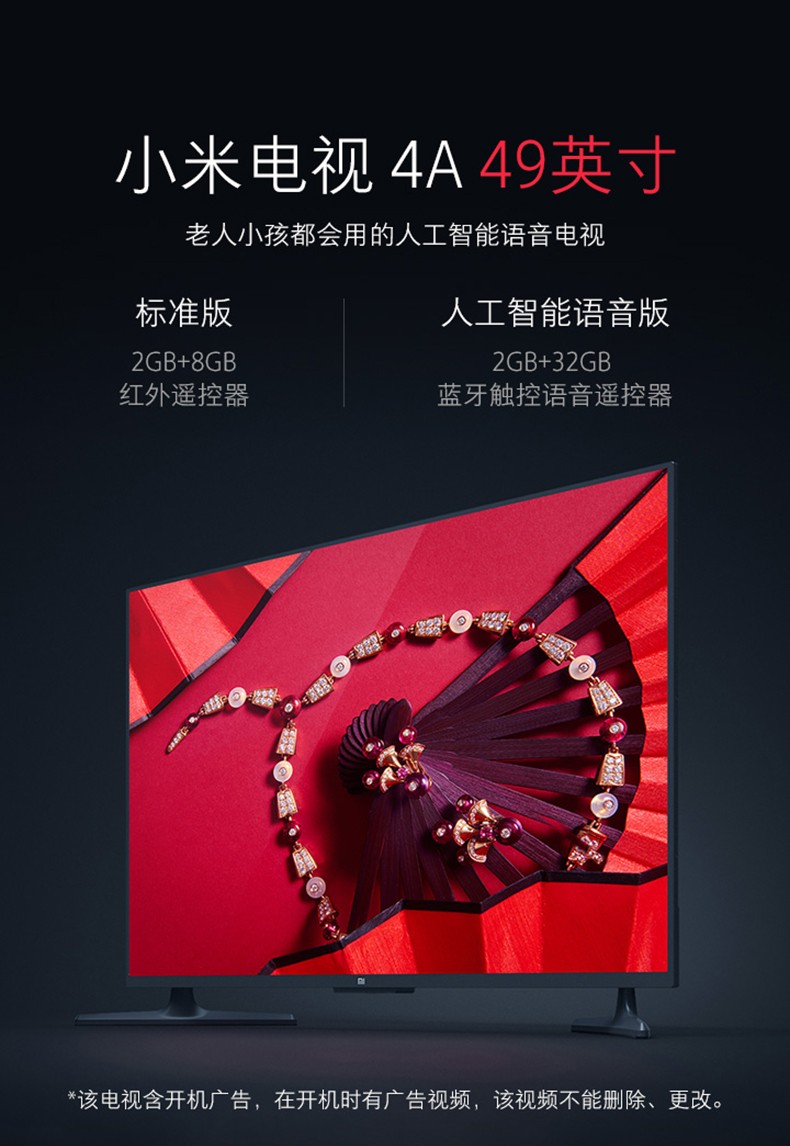 小米电视 4A 49英寸
老人小孩都会用的人工智能语音电视
标准版
2GB+8GB
红外遥控器
人工智能语音版
2GB+32GB
蓝牙触控语音遥控器
*该电视含开机广告，在开机时有广告视频，该视频不能删除、更改。